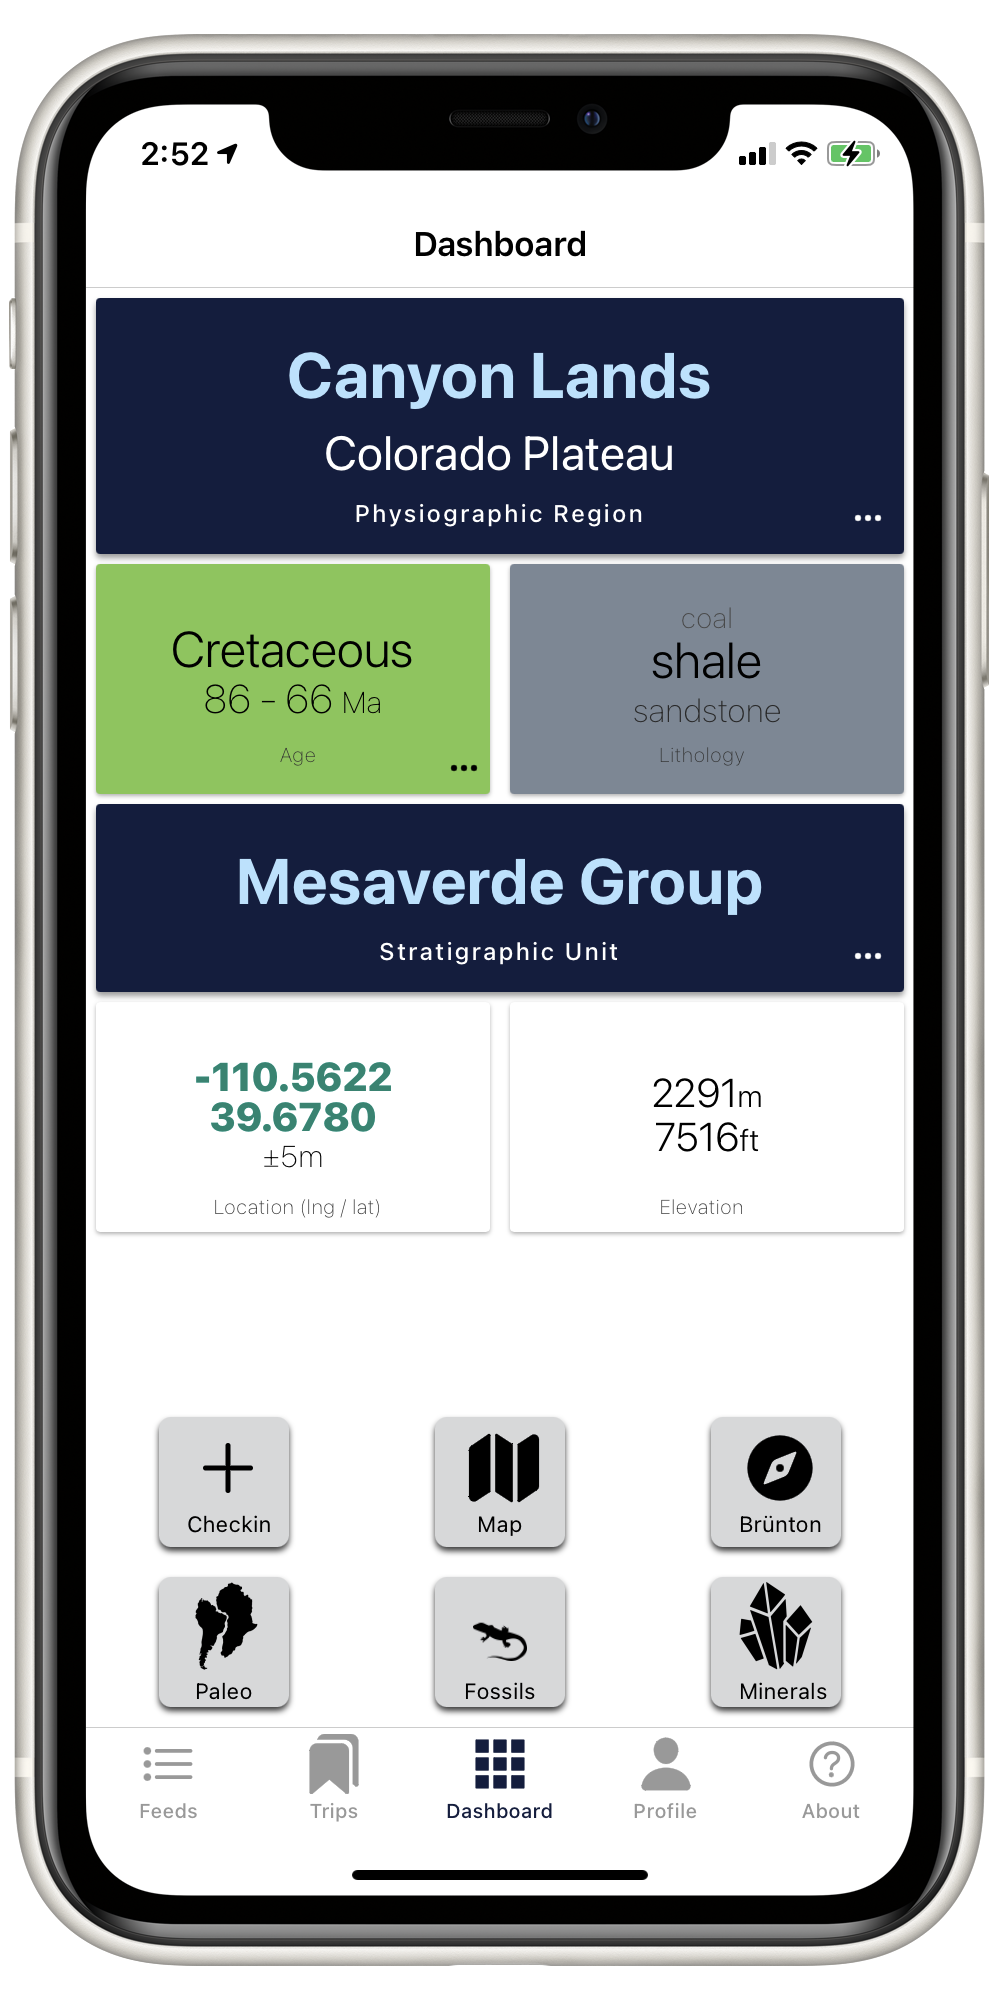 2:52
Dashboard
Canyon Lands
Colorado Plateau
Physiographic Region
Cretaceous
86 - 66 Ma
Age
coal
shale
sandstone
Lithology
Mesaverde Group
Stratigraphic Unit
-110.5622
39.6780
±5m
Location (lng / lat)
2291m
7516ft
Elevation
Checkin
Map
Brünton
Paleo
Fossils
Minerals
Feeds
Trips
Dashboard
Profile
About